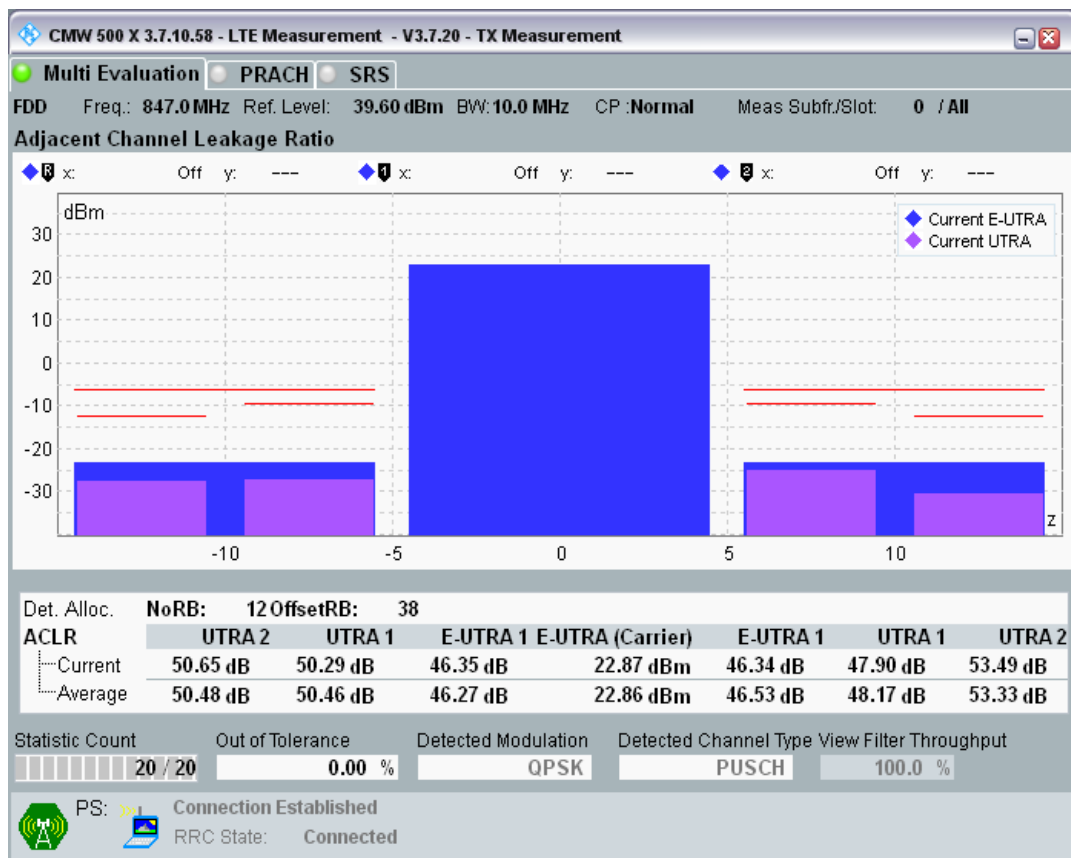 CMW 500 X 3.7.10.58 - LTE Measurement - V3.7.20 - TX Measurement
Multi Evaluation PRACH SRS
FDD Freq.: 847.0 MHz Ref. Level: 39.60 dBm BW: 10.0 MHz CP :Normal Meas Subfr./Slot: 0 / All
Adjacent Channel Leakage Ratio
R x: Off y: --- 1 x: Off y: --- 2 x: Off y: ---
dBm
Current E-UTRA
Current UTRA
30
20
10
0
-10
-20
-30
z
-10 -5 0 5 10
Det. Alloc. NoRB: 12 OffsetRB: 38
ACLR UTRA 2 UTRA 1 E-UTRA 1 E-UTRA (Carrier) E-UTRA 1 UTRA 1 UTRA 2
Current 50.65 dB 50.29 dB 46.35 dB 22.87 dBm 46.34 dB 47.90 dB 53.49 dB
Average 50.48 dB 50.46 dB 46.27 dB 22.86 dBm 46.53 dB 48.17 dB 53.33 dB
Statistic Count Out of Tolerance Detected Modulation Detected Channel Type View Filter Throughput
20 / 20 0.00 % QPSK PUSCH 100.0 %
PS: Connection Established
RRC State: Connected